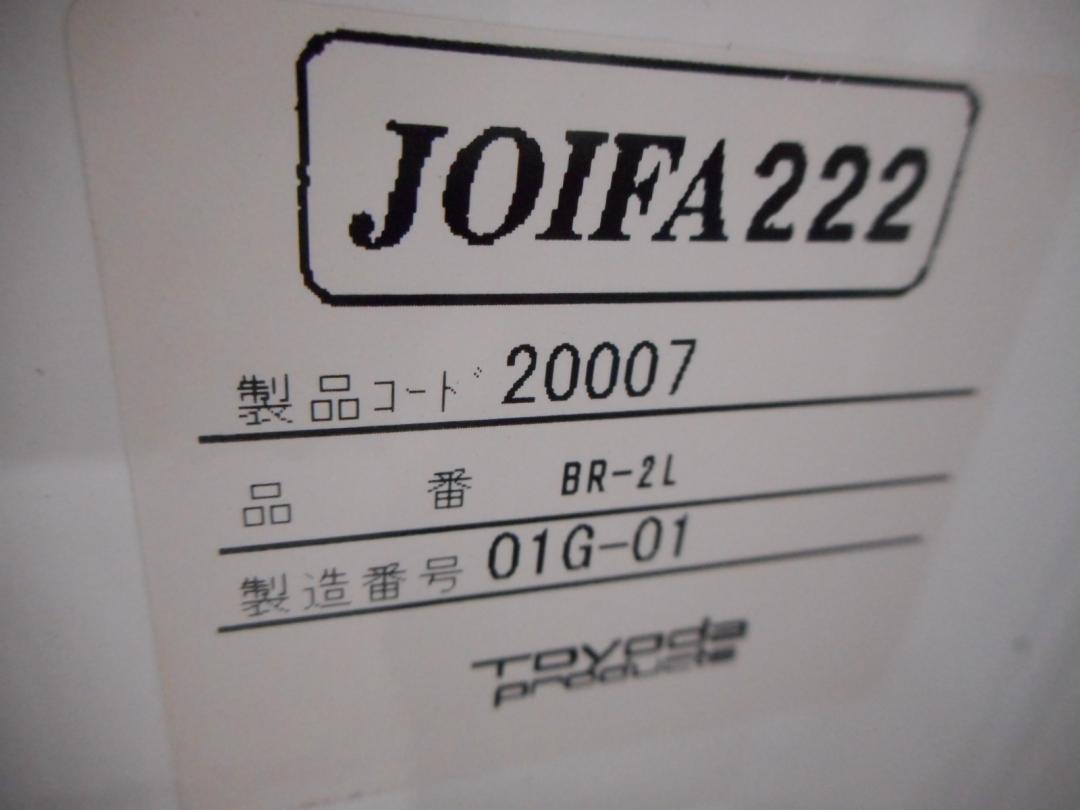 JOIFA222
製品コード 20007
品番 BR-2L
製造番号 01G-01
Toyoda
products